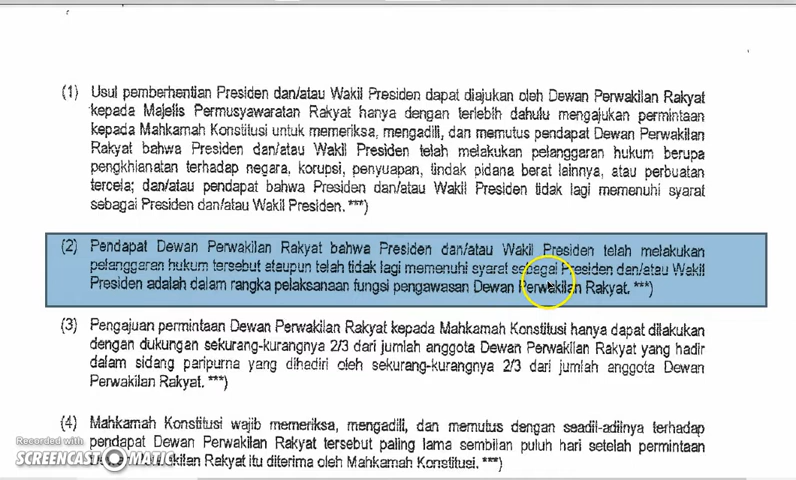 (1) Usul pemberhentian Presiden dan/atau Wakil Presiden dapat diajukan oleh Dewan Perwakilan Rakyat
kepada Majelis Permusyawaratan Rakyat hanya dengan terlebih dahulu mengajukan permintaan
kepada Mahkamah Konstitusi untuk memeriksa, mengadili, dan memutus pendapat Dewan Perwakilan
Rakyat bahwa Presiden dan/atau Wakil Presiden telah melakukan pelanggaran hukum berupa
pengkhianatan terhadap negara, korupsi, penyuapan, tindak pidana berat lainnya, atau perbuatan
tercela; dan/atau pendapat bahwa Presiden dan/atau Wakil Presiden tidak lagi memenuhi syarat
sebagai Presiden dan/atau Wakil Presiden. ***)
(2) Pendapat Dewan Perwakilan Rakyat bahwa Presiden dan/atau Wakil Presiden telah melakukan
pelanggaran hukum tersebut ataupun telah tidak lagi memenuhi syarat sebagai Presiden dan/atau Wakil
Presiden adalah dalam rangka pelaksanaan fungsi pengawasan Dewan Perwakilan Rakyat. ***)
(3) Pengajuan permintaan Dewan Perwakilan Rakyat kepada Mahkamah Konstitusi hanya dapat dilakukan
dengan dukungan sekurang-kurangnya 2/3 dari jumlah anggota Dewan Perwakilan Rakyat yang hadir
dalam sidang paripurna yang dihadiri oleh sekurang-kurangnya 2/3 dari jumlah anggota Dewan
Perwakilan Rakyat. ***)
(4) Mahkamah Konstitusi wajib memeriksa, mengadili, dan memutus dengan seadil-adilnya terhadap
pendapat Dewan Perwakilan Rakyat tersebut paling lama sembilan puluh hari setelah permintaan
Rakyat itu diterima oleh Mahkamah Konstitusi. ***)
Recorded with
SCREENCAST-O-MATIC